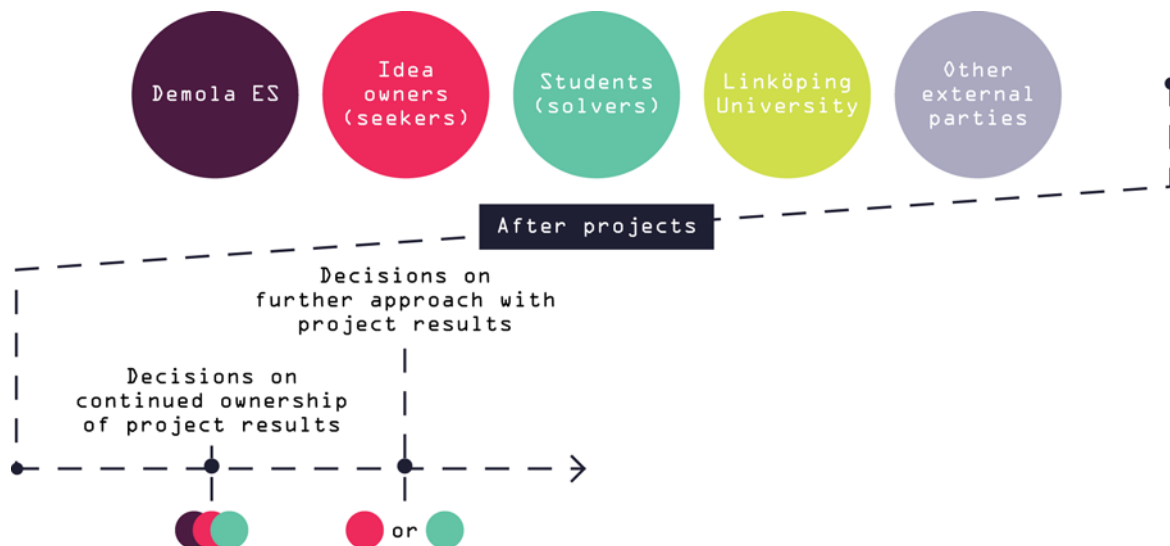 Demola ES
Idea
owners
(seekers)
Students
(solvers)
Linköping
University
Other
external
parties
After projects
Decisions on
further approach with
project results
Decisions on
continued ownership
of project results
or